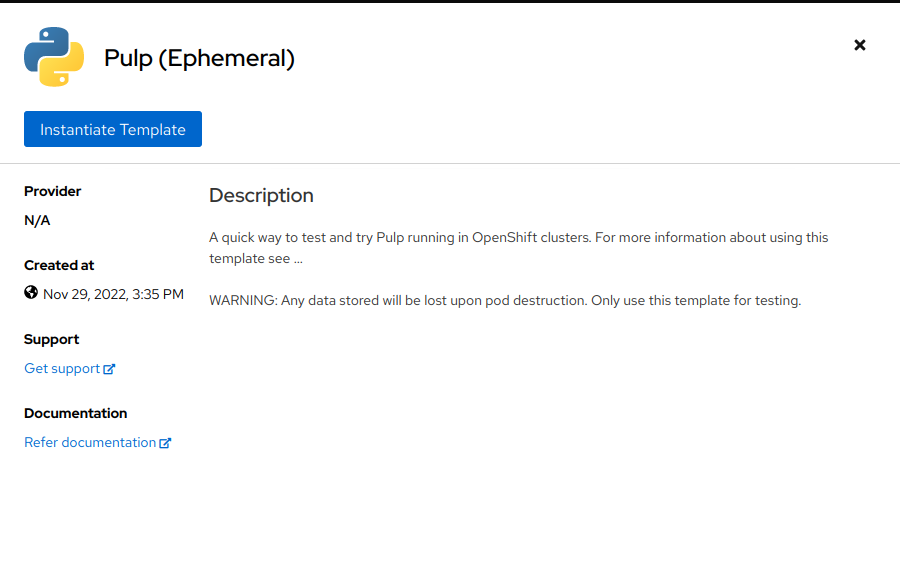 Pulp (Ephemeral)
Instantiate Template
Provider
N/A
Created at
Nov 29, 2022, 3:35 PM
Support
Get support
Documentation
Refer documentation
Description
A quick way to test and try Pulp running in OpenShift clusters. For more information about using this
template see ...
WARNING: Any data stored will be lost upon pod destruction. Only use this template for testing.